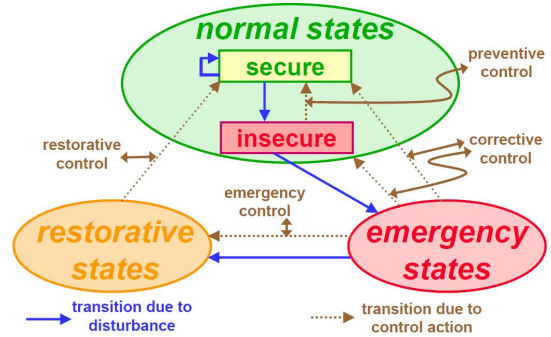 normal states
secure
preventive
control
insecure
restorative
control
corrective
control
emergency
control
restorative
states
emergency
states
transition due to
disturbance
transition due to
control action